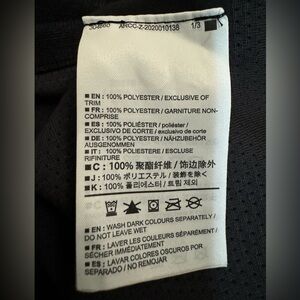 ARCC-Z-2020010138 1/3
■ EN: 100% POLYESTER / EXCLUSIVE OF
TRIM
■ FR: 100% POLYESTER / GARNITURE NON-
COMPRISE
■ ES: 100% POLIÉSTER / poliéster /
EXCLUSIVO DE CORTE / exclusivo de corte
■ DE: 100% POLYESTER / NÄHZUBEHÖR
AUSGENOMMEN
■ IT: 100% POLIESTERE / ESCLUSE
RIFINITURE
■C: 100% 聚酯纤维/饰边除外
■J: 100% ポリエステル / 装飾部を除く
■K: 100% 폴리에스터 / 트림 제외
■ EN: WASH DARK COLOURS SEPARATELY /
DO NOT LEAVE WET
■ FR: LAVER LES COULEURS SÉPARÉMENT /
SÉCHER IMMÉDIATEMENT
■ ES: LAVAR COLORES OSCUROS POR
SEPARADO / NO REMOJAR